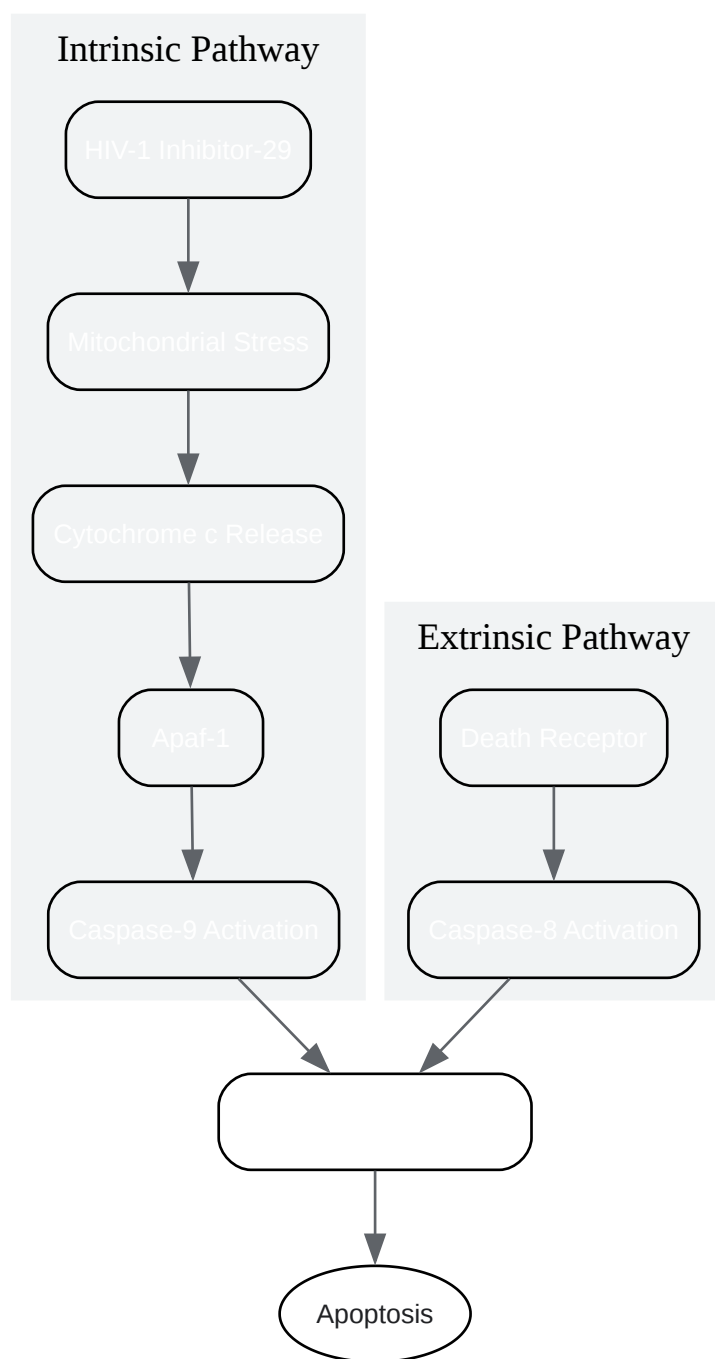 Intrinsic Pathway
HIV-1 Inhibitor-29
Mitochondrial Stress
Cytochrome c Release
Apaf-1
Caspase-9 Activation
Extrinsic Pathway
Death Receptor
Caspase-8 Activation
Apoptosis